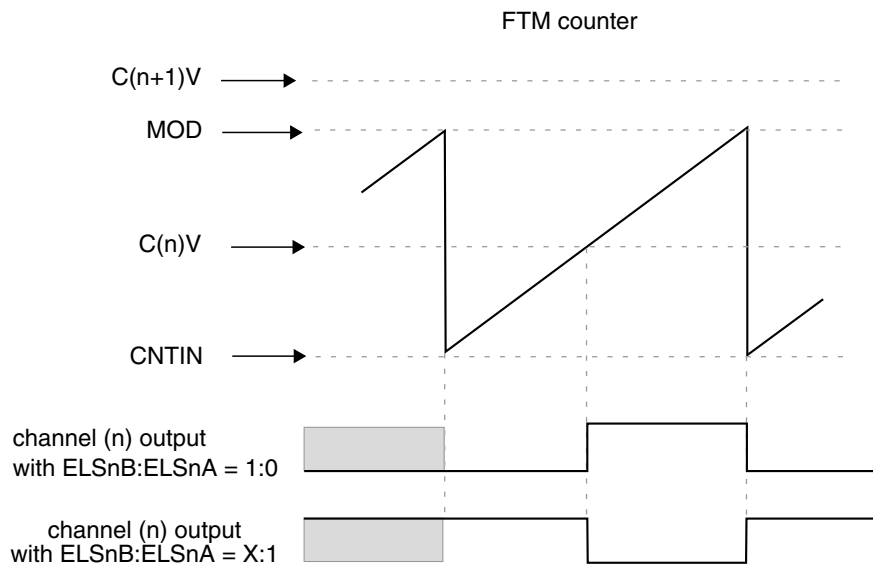 FTM counter
C(n+1)V
MOD
C(n)V
CNTIN
channel (n) output
with ELSnB:ELSnA = 1:0
channel (n) output
with ELSnB:ELSnA = X:1